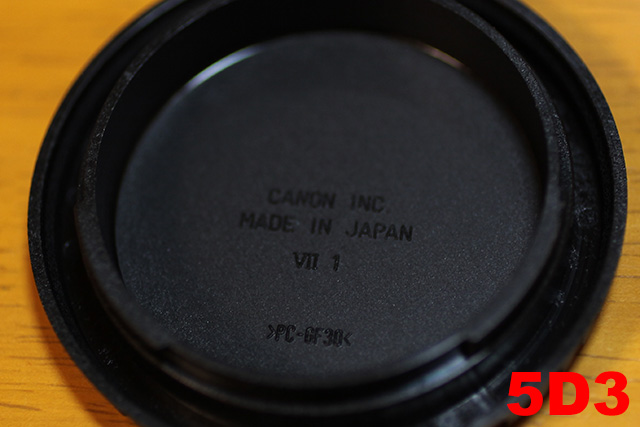 CANON INC.
MADE IN JAPAN
VII 1
>PC-GF30<
5D3